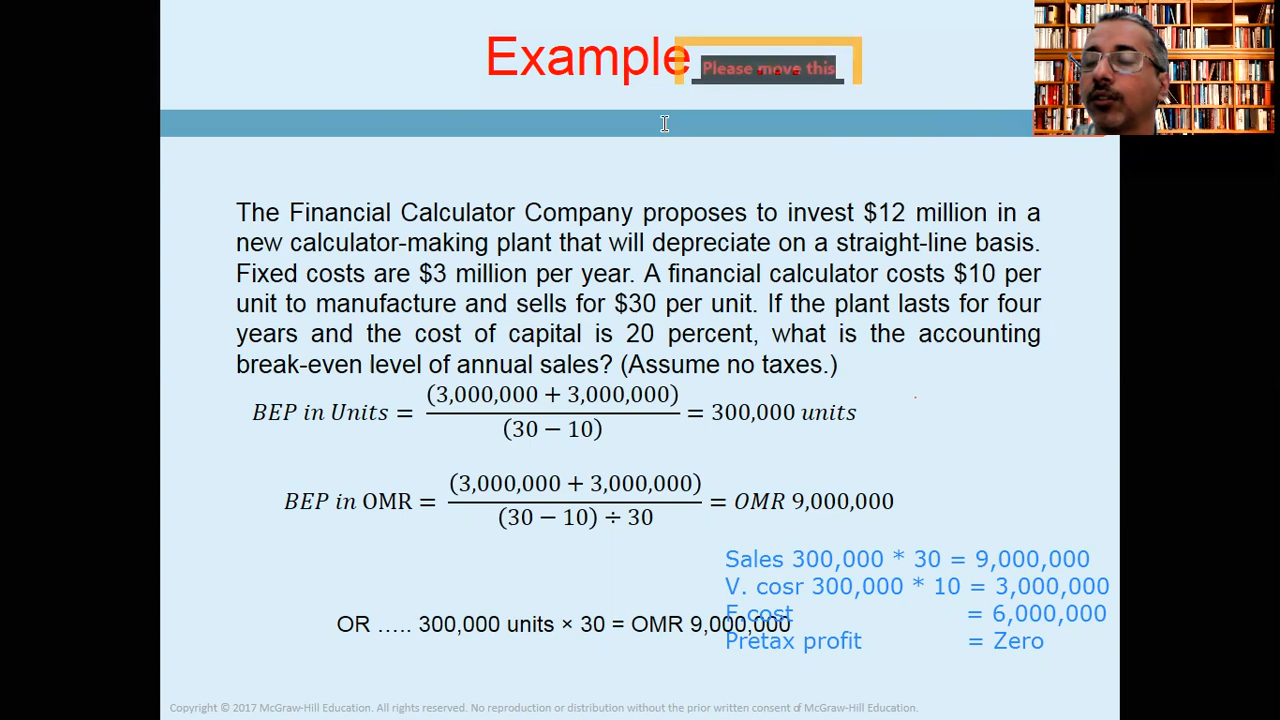 Example
Please move this
The Financial Calculator Company proposes to invest $12 million in a
new calculator-making plant that will depreciate on a straight-line basis.
Fixed costs are $3 million per year. A financial calculator costs $10 per
unit to manufacture and sells for $30 per unit. If the plant lasts for four
years and the cost of capital is 20 percent, what is the accounting
break-even level of annual sales? (Assume no taxes.)
BEP in Units = (3,000,000 + 3,000,000) / (30 − 10) = 300,000 units
BEP in OMR = (3,000,000 + 3,000,000) / (30 − 10) ÷ 30 = OMR 9,000,000
Sales 300,000 * 30 = 9,000,000
V. cosr 300,000 * 10 = 3,000,000
F.cost = 6,000,000
OR ….. 300,000 units × 30 = OMR 9,000,000
Pretax profit = Zero
Copyright © 2017 McGraw-Hill Education. All rights reserved. No reproduction or distribution without the prior written consent of McGraw-Hill Education.